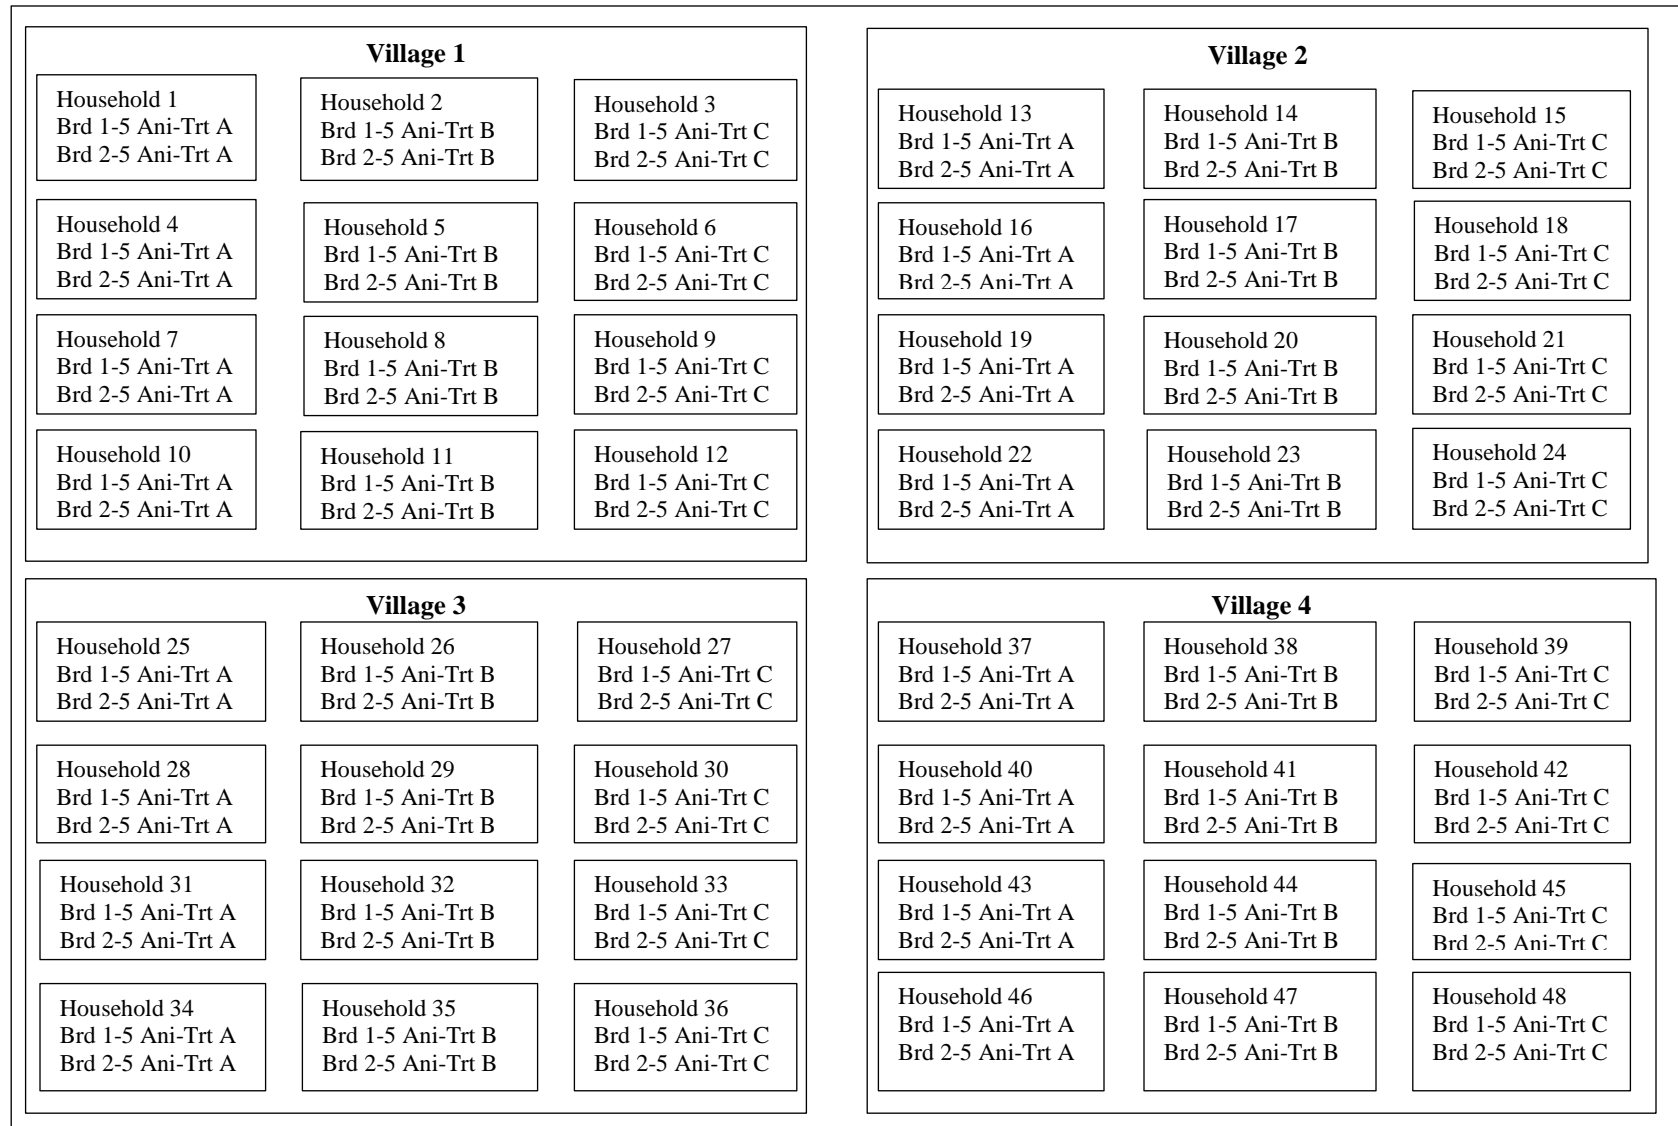 Village 1
Household 1
Brd 1-5 Ani-Trt A
Brd 2-5 Ani-Trt A
Household 2
Brd 1-5 Ani-Trt B
Brd 2-5 Ani-Trt B
Household 3
Brd 1-5 Ani-Trt C
Brd 2-5 Ani-Trt C
Household 4
Brd 1-5 Ani-Trt A
Brd 2-5 Ani-Trt A
Household 5
Brd 1-5 Ani-Trt B
Brd 2-5 Ani-Trt B
Household 6
Brd 1-5 Ani-Trt C
Brd 2-5 Ani-Trt C
Household 7
Brd 1-5 Ani-Trt A
Brd 2-5 Ani-Trt A
Household 8
Brd 1-5 Ani-Trt B
Brd 2-5 Ani-Trt B
Household 9
Brd 1-5 Ani-Trt C
Brd 2-5 Ani-Trt C
Household 10
Brd 1-5 Ani-Trt A
Brd 2-5 Ani-Trt A
Household 11
Brd 1-5 Ani-Trt B
Brd 2-5 Ani-Trt B
Household 12
Brd 1-5 Ani-Trt C
Brd 2-5 Ani-Trt C
Village 2
Household 13
Brd 1-5 Ani-Trt A
Brd 2-5 Ani-Trt A
Household 14
Brd 1-5 Ani-Trt B
Brd 2-5 Ani-Trt B
Household 15
Brd 1-5 Ani-Trt C
Brd 2-5 Ani-Trt C
Household 16
Brd 1-5 Ani-Trt A
Brd 2-5 Ani-Trt A
Household 17
Brd 1-5 Ani-Trt B
Brd 2-5 Ani-Trt B
Household 18
Brd 1-5 Ani-Trt C
Brd 2-5 Ani-Trt C
Household 19
Brd 1-5 Ani-Trt A
Brd 2-5 Ani-Trt A
Household 20
Brd 1-5 Ani-Trt B
Brd 2-5 Ani-Trt B
Household 21
Brd 1-5 Ani-Trt C
Brd 2-5 Ani-Trt C
Household 22
Brd 1-5 Ani-Trt A
Brd 2-5 Ani-Trt A
Household 23
Brd 1-5 Ani-Trt B
Brd 2-5 Ani-Trt B
Household 24
Brd 1-5 Ani-Trt C
Brd 2-5 Ani-Trt C
Village 3
Household 25
Brd 1-5 Ani-Trt A
Brd 2-5 Ani-Trt A
Household 26
Brd 1-5 Ani-Trt B
Brd 2-5 Ani-Trt B
Household 27
Brd 1-5 Ani-Trt C
Brd 2-5 Ani-Trt C
Household 28
Brd 1-5 Ani-Trt A
Brd 2-5 Ani-Trt A
Household 29
Brd 1-5 Ani-Trt B
Brd 2-5 Ani-Trt B
Household 30
Brd 1-5 Ani-Trt C
Brd 2-5 Ani-Trt C
Household 31
Brd 1-5 Ani-Trt A
Brd 2-5 Ani-Trt A
Household 32
Brd 1-5 Ani-Trt B
Brd 2-5 Ani-Trt B
Household 33
Brd 1-5 Ani-Trt C
Brd 2-5 Ani-Trt C
Household 34
Brd 1-5 Ani-Trt A
Brd 2-5 Ani-Trt A
Household 35
Brd 1-5 Ani-Trt B
Brd 2-5 Ani-Trt B
Household 36
Brd 1-5 Ani-Trt C
Brd 2-5 Ani-Trt C
Village 4
Household 37
Brd 1-5 Ani-Trt A
Brd 2-5 Ani-Trt A
Household 38
Brd 1-5 Ani-Trt B
Brd 2-5 Ani-Trt B
Household 39
Brd 1-5 Ani-Trt C
Brd 2-5 Ani-Trt C
Household 40
Brd 1-5 Ani-Trt A
Brd 2-5 Ani-Trt A
Household 41
Brd 1-5 Ani-Trt B
Brd 2-5 Ani-Trt B
Household 42
Brd 1-5 Ani-Trt C
Brd 2-5 Ani-Trt C
Household 43
Brd 1-5 Ani-Trt A
Brd 2-5 Ani-Trt A
Household 44
Brd 1-5 Ani-Trt B
Brd 2-5 Ani-Trt B
Household 45
Brd 1-5 Ani-Trt C
Brd 2-5 Ani-Trt C
Household 46
Brd 1-5 Ani-Trt A
Brd 2-5 Ani-Trt A
Household 47
Brd 1-5 Ani-Trt B
Brd 2-5 Ani-Trt B
Household 48
Brd 1-5 Ani-Trt C
Brd 2-5 Ani-Trt C